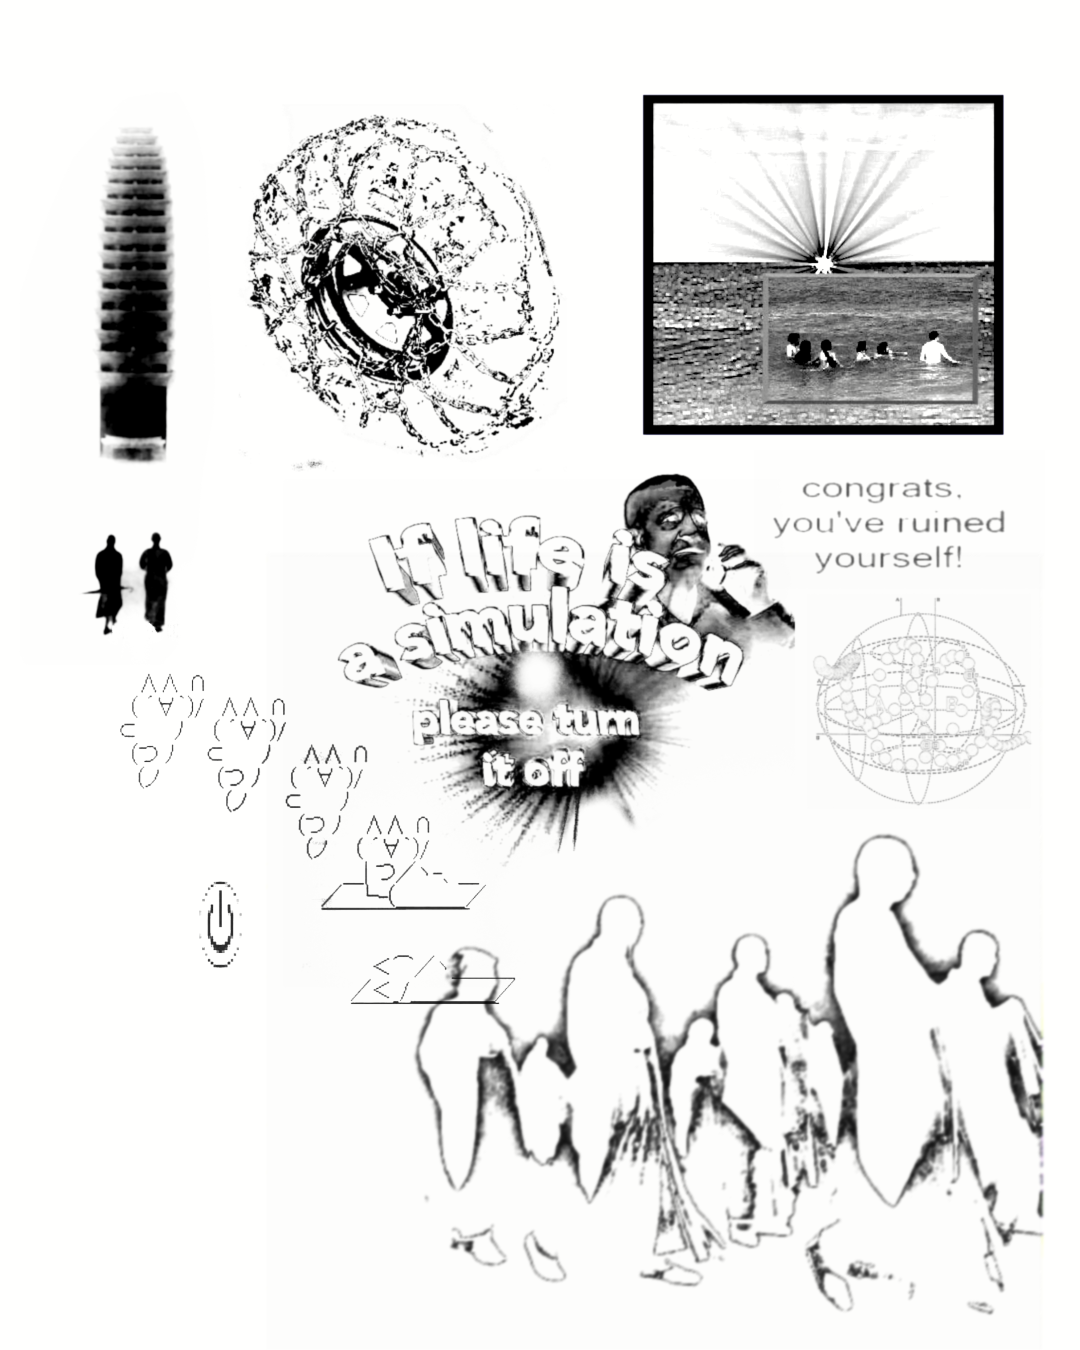 congrats,
you've ruined
yourself!
If life is
a simulation
please turn
it off